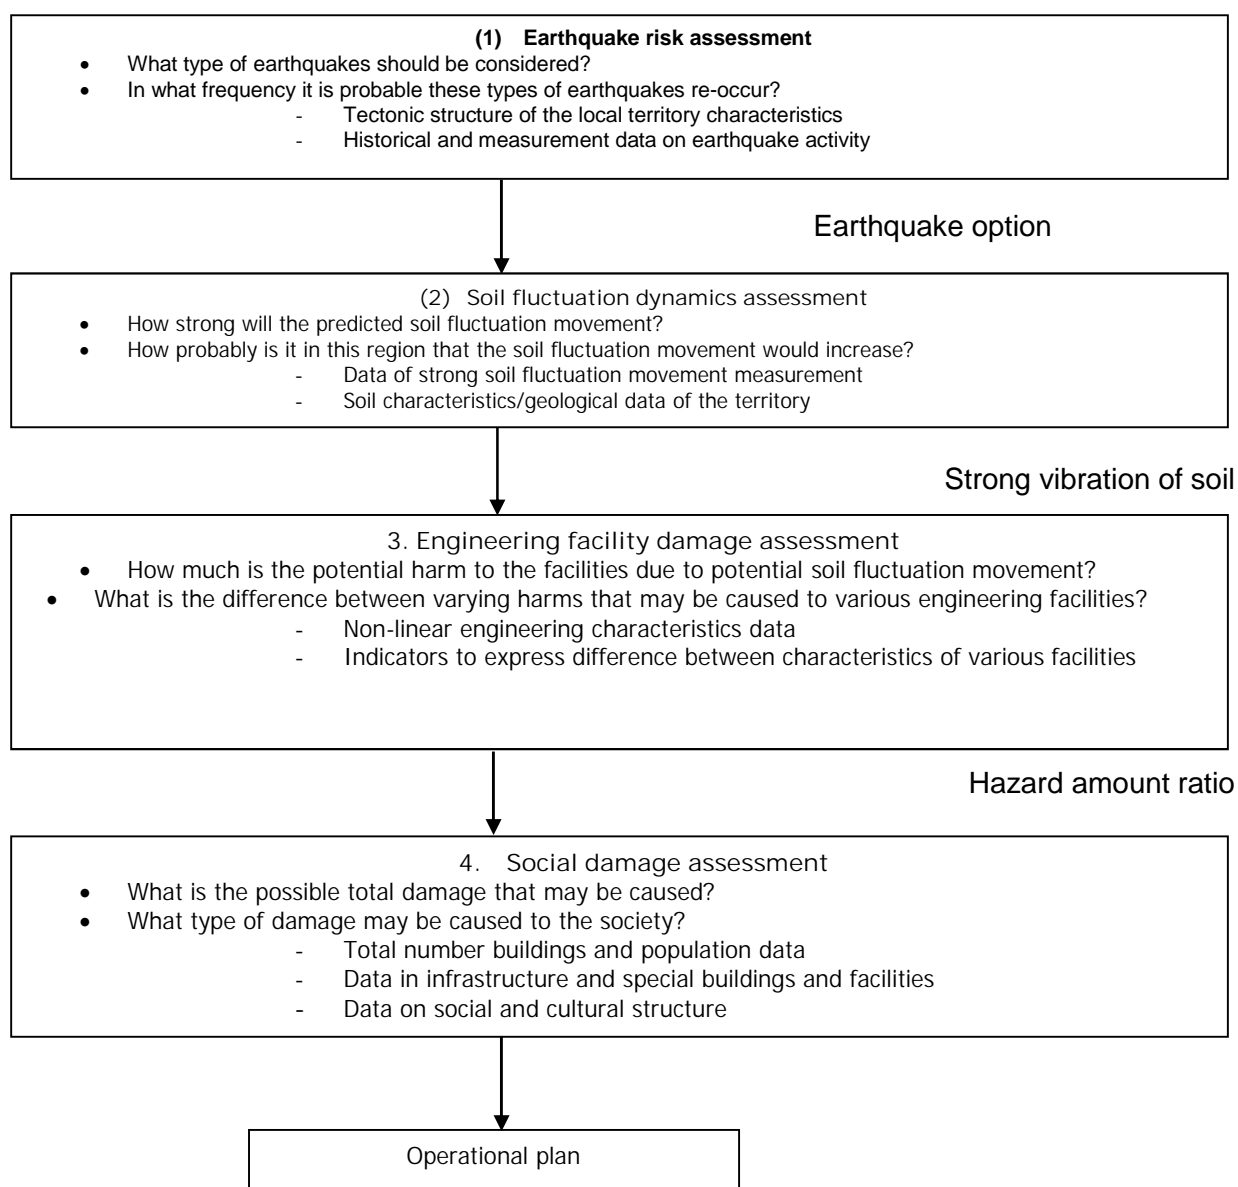 (1) Earthquake risk assessment
• What type of earthquakes should be considered?
• In what frequency it is probable these types of earthquakes re-occur?
- Tectonic structure of the local territory characteristics
- Historical and measurement data on earthquake activity
Earthquake option
(2) Soil fluctuation dynamics assessment
• How strong will the predicted soil fluctuation movement?
• How probably is it in this region that the soil fluctuation movement would increase?
- Data of strong soil fluctuation movement measurement
- Soil characteristics/geological data of the territory
Strong vibration of soil
3. Engineering facility damage assessment
• How much is the potential harm to the facilities due to potential soil fluctuation movement?
• What is the difference between varying harms that may be caused to various engineering facilities?
- Non-linear engineering characteristics data
- Indicators to express difference between characteristics of various facilities
Hazard amount ratio
4. Social damage assessment
• What is the possible total damage that may be caused?
• What type of damage may be caused to the society?
- Total number buildings and population data
- Data in infrastructure and special buildings and facilities
- Data on social and cultural structure
Operational plan